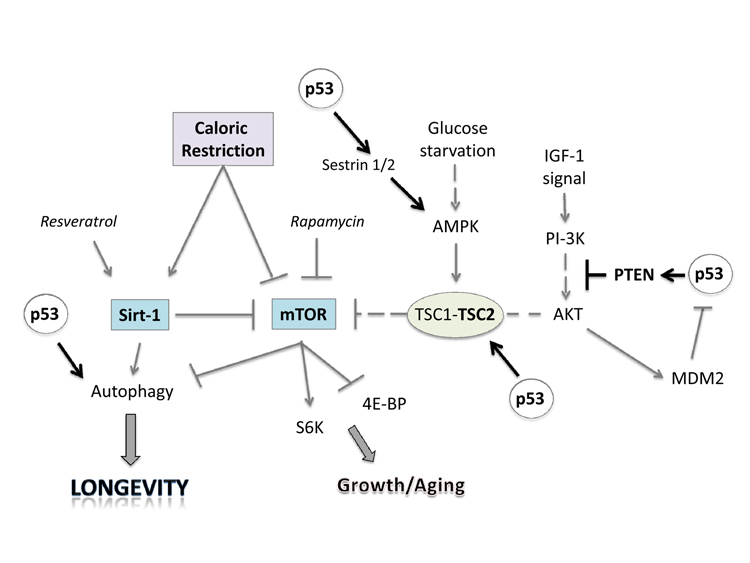 p53
Caloric
Restriction
Glucose
starvation
Sestrin 1/2
IGF-1
signal
Resveratrol
Rapamycin
AMPK
PI-3K
PTEN
p53
p53
Sirt-1
mTOR
TSC1-TSC2
AKT
Autophagy
MDM2
p53
4E-BP
S6K
LONGEVITY
Growth/Aging